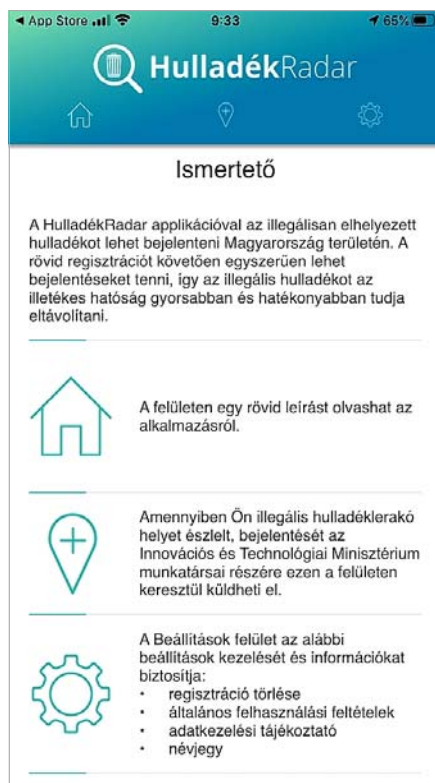 App Store 9:33 65%
HulladékRadar
Ismertető
A HulladékRadar applikációval az illegálisan elhelyezett
hulladékot lehet bejelenteni Magyarország területén. A
rövid regisztrációt követően egyszerűen lehet
bejelentéseket tenni, így az illegális hulladékot az
illetékes hatóság gyorsabban és hatékonyabban tudja
eltávolítani.
A felületen egy rövid leírást olvashat az
alkalmazásról.
Amennyiben Ön illegális hulladéklerakó
helyet észlelt, bejelentését az
Innovációs és Technológiai Minisztérium
munkatársai részére ezen a felületen
keresztül küldheti el.
A Beállítások felület az alábbi
beállítások kezelését és információkat
biztosítja:
• regisztráció törlése
• általános felhasználási feltételek
• adatkezelési tájékoztató
• névjegy